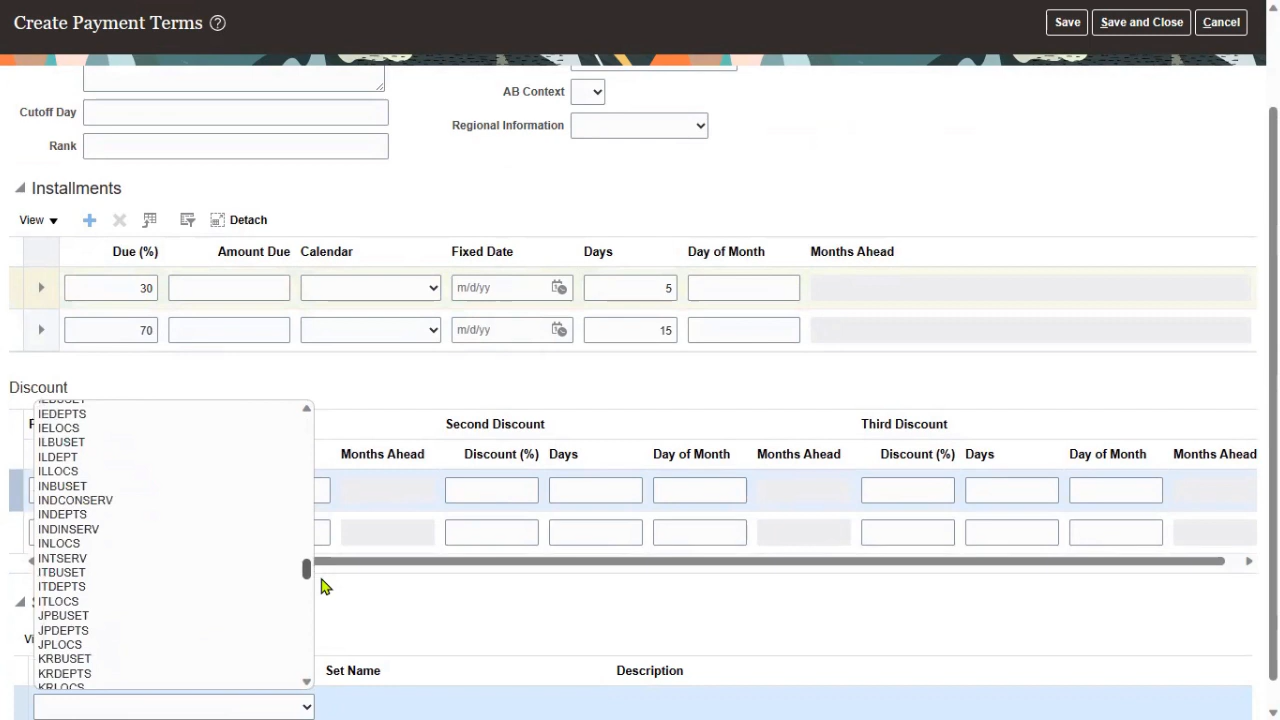 Create Payment Terms ?
Save
Save and Close
Cancel
AB Context
Cutoff Day
Regional Information
Rank
Installments
View
Detach
Due (%) Amount Due Calendar Fixed Date Days Day of Month Months Ahead
30 m/d/yy 5
70 m/d/yy 15
Discount
Second Discount Third Discount
Months Ahead Discount (%) Days Day of Month Months Ahead Discount (%) Days Day of Month Months Ahead
IEBUSET
IEDEPTS
IELOCS
ILBUSET
ILDEPT
ILLOCS
INBUSET
INDCONSERV
INDEPTS
INDINSERV
INLOCS
INTSERV
ITBUSET
ITDEPTS
ITLOCS
JPBUSET
JPDEPTS
JPLOCS
KRBUSET
KRDEPTS
KRLOCS
Set Name Description